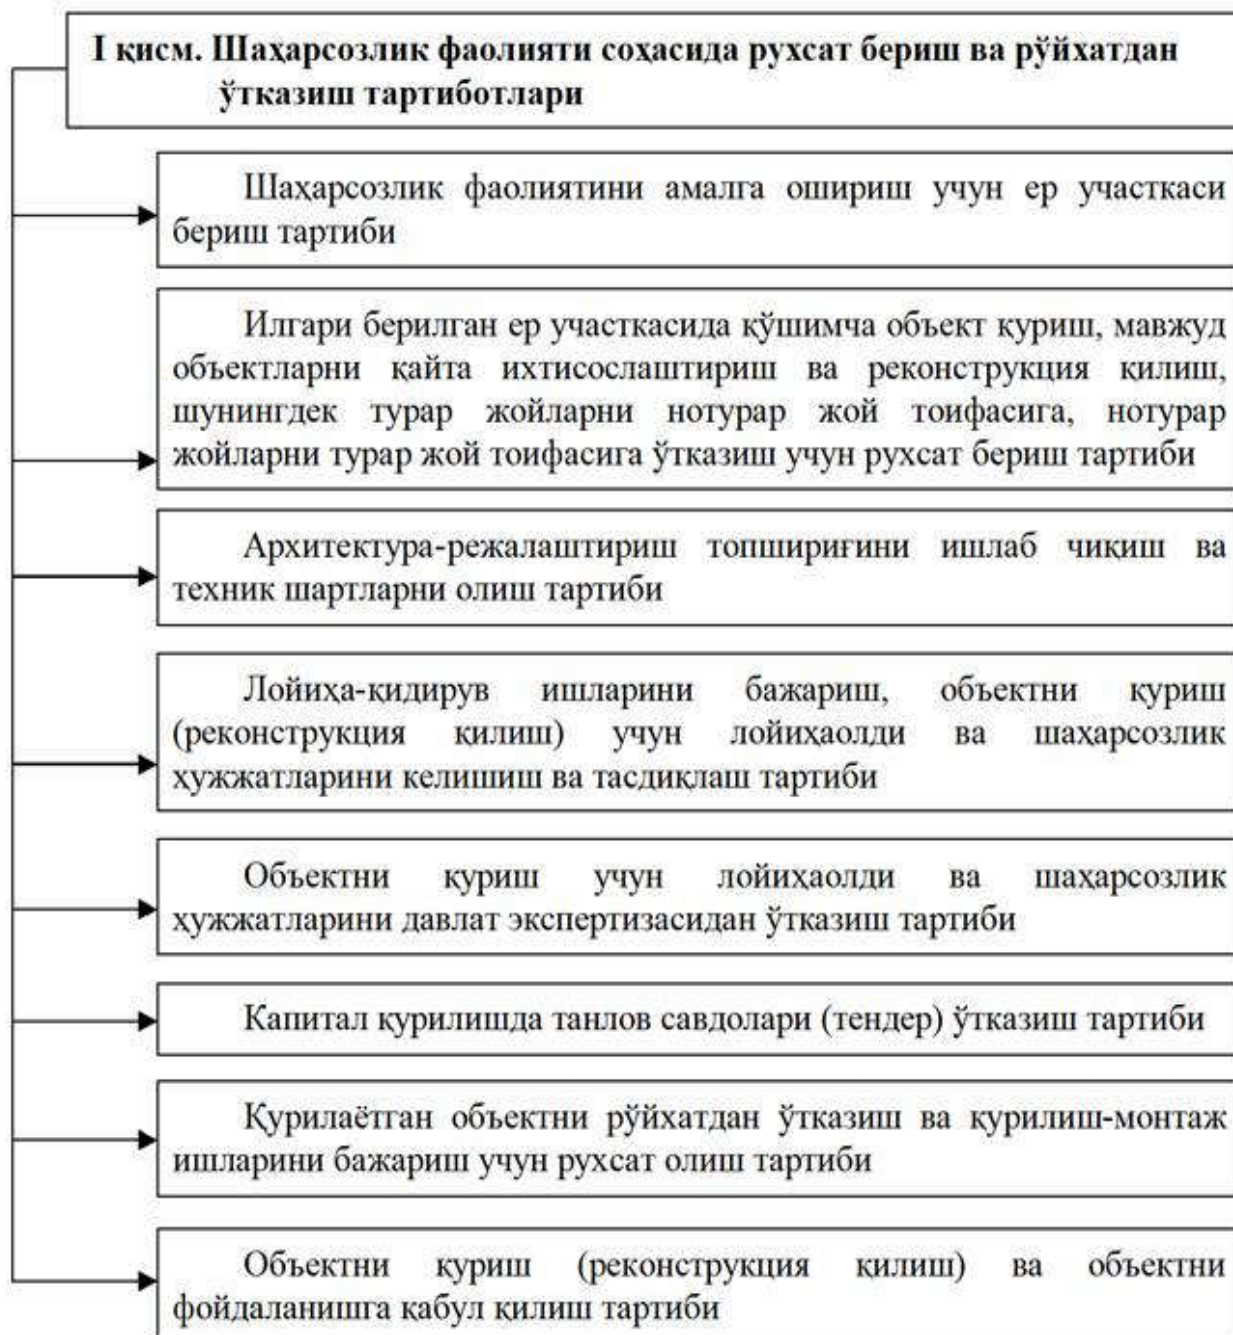 I қисм. Шаҳарсозлик фаолияти соҳасида рухсат бериш ва рўйхатдан
ўтказиш тартиботлари
Шаҳарсозлик фаолиятини амалга ошириш учун ер участкаси
бериш тартиби
Илгари берилган ер участкасида қўшимча объект қуриш, мавжуд
объектларни қайта ихтисослаштириш ва реконструкция қилиш,
шунингдек турар жойларни нотурар жой тоифасига, нотурар
жойларни турар жой тоифасига ўтказиш учун рухсат бериш тартиби
Архитектура-режалаштириш топшириғини ишлаб чиқиш ва
техник шартларни олиш тартиби
Лойиҳа-қидирув ишларини бажариш, объектни қуриш
(реконструкция қилиш) учун лойиҳаолди ва шаҳарсозлик
ҳужжатларини келишиш ва тасдиқлаш тартиби
Объектни қуриш учун лойиҳаолди ва шаҳарсозлик
ҳужжатларини давлат экспертизасидан ўтказиш тартиби
Капитал қурилишда танлов савдолари (тендер) ўтказиш тартиби
Қурилаётган объектни рўйхатдан ўтказиш ва қурилиш-монтаж
ишларини бажариш учун рухсат олиш тартиби
Объектни қуриш (реконструкция қилиш) ва объектни
фойдаланишга қабул қилиш тартиби